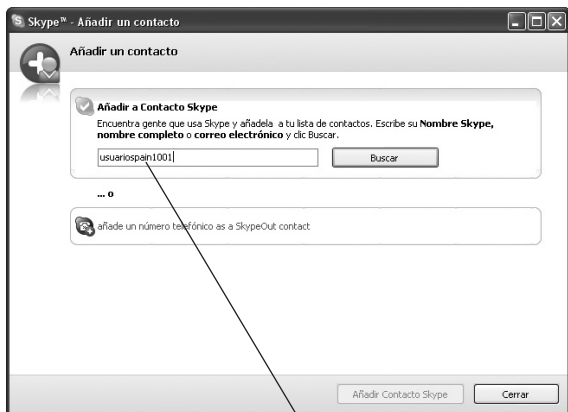 Skype™ - Añadir un contacto
Añadir un contacto
Añadir a Contacto Skype
Encuentra gente que usa Skype y añadela a tu lista de contactos. Escribe su Nombre Skype,
nombre completo o correo electrónico y clic Buscar.
usuariospain1001
Buscar
... o
añade un número telefónico as a SkypeOut contact
Añadir Contacto Skype
Cerrar